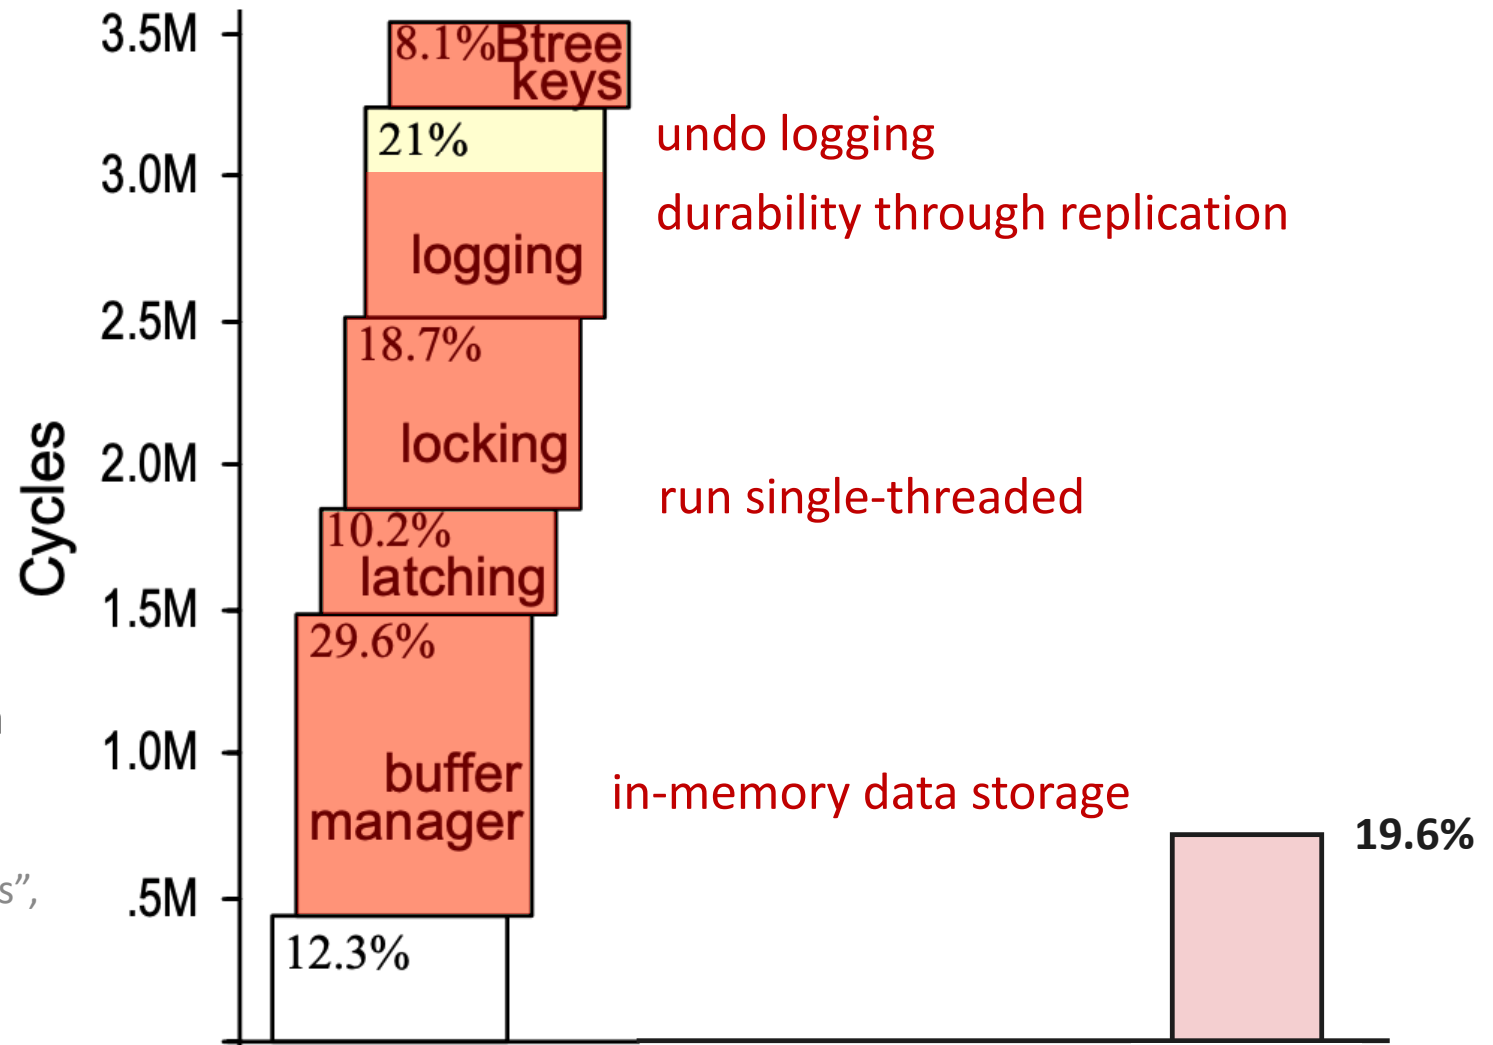 3.5M
8.1% Btree
keys
21%
undo logging
3.0M
durability through replication
logging
2.5M
18.7%
locking
2.0M
run single-threaded
10.2%
latching
1.5M
29.6%
Cycles
1.0M
buffer
manager
in-memory data storage
19.6%
.5M
s”,
12.3%